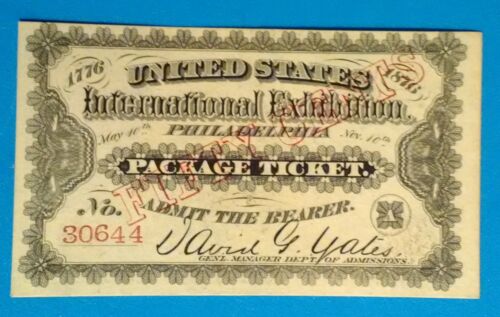 1776 UNITED STATES 1876
International Exhibition.
May 10th PHILADELPHIA Nov. 10th
PACKAGE TICKET.
FIFTY CENTS
No. ADMIT THE BEARER.
30644
David G. Yates.
GENL. MANAGER DEPT. OF ADMISSIONS.